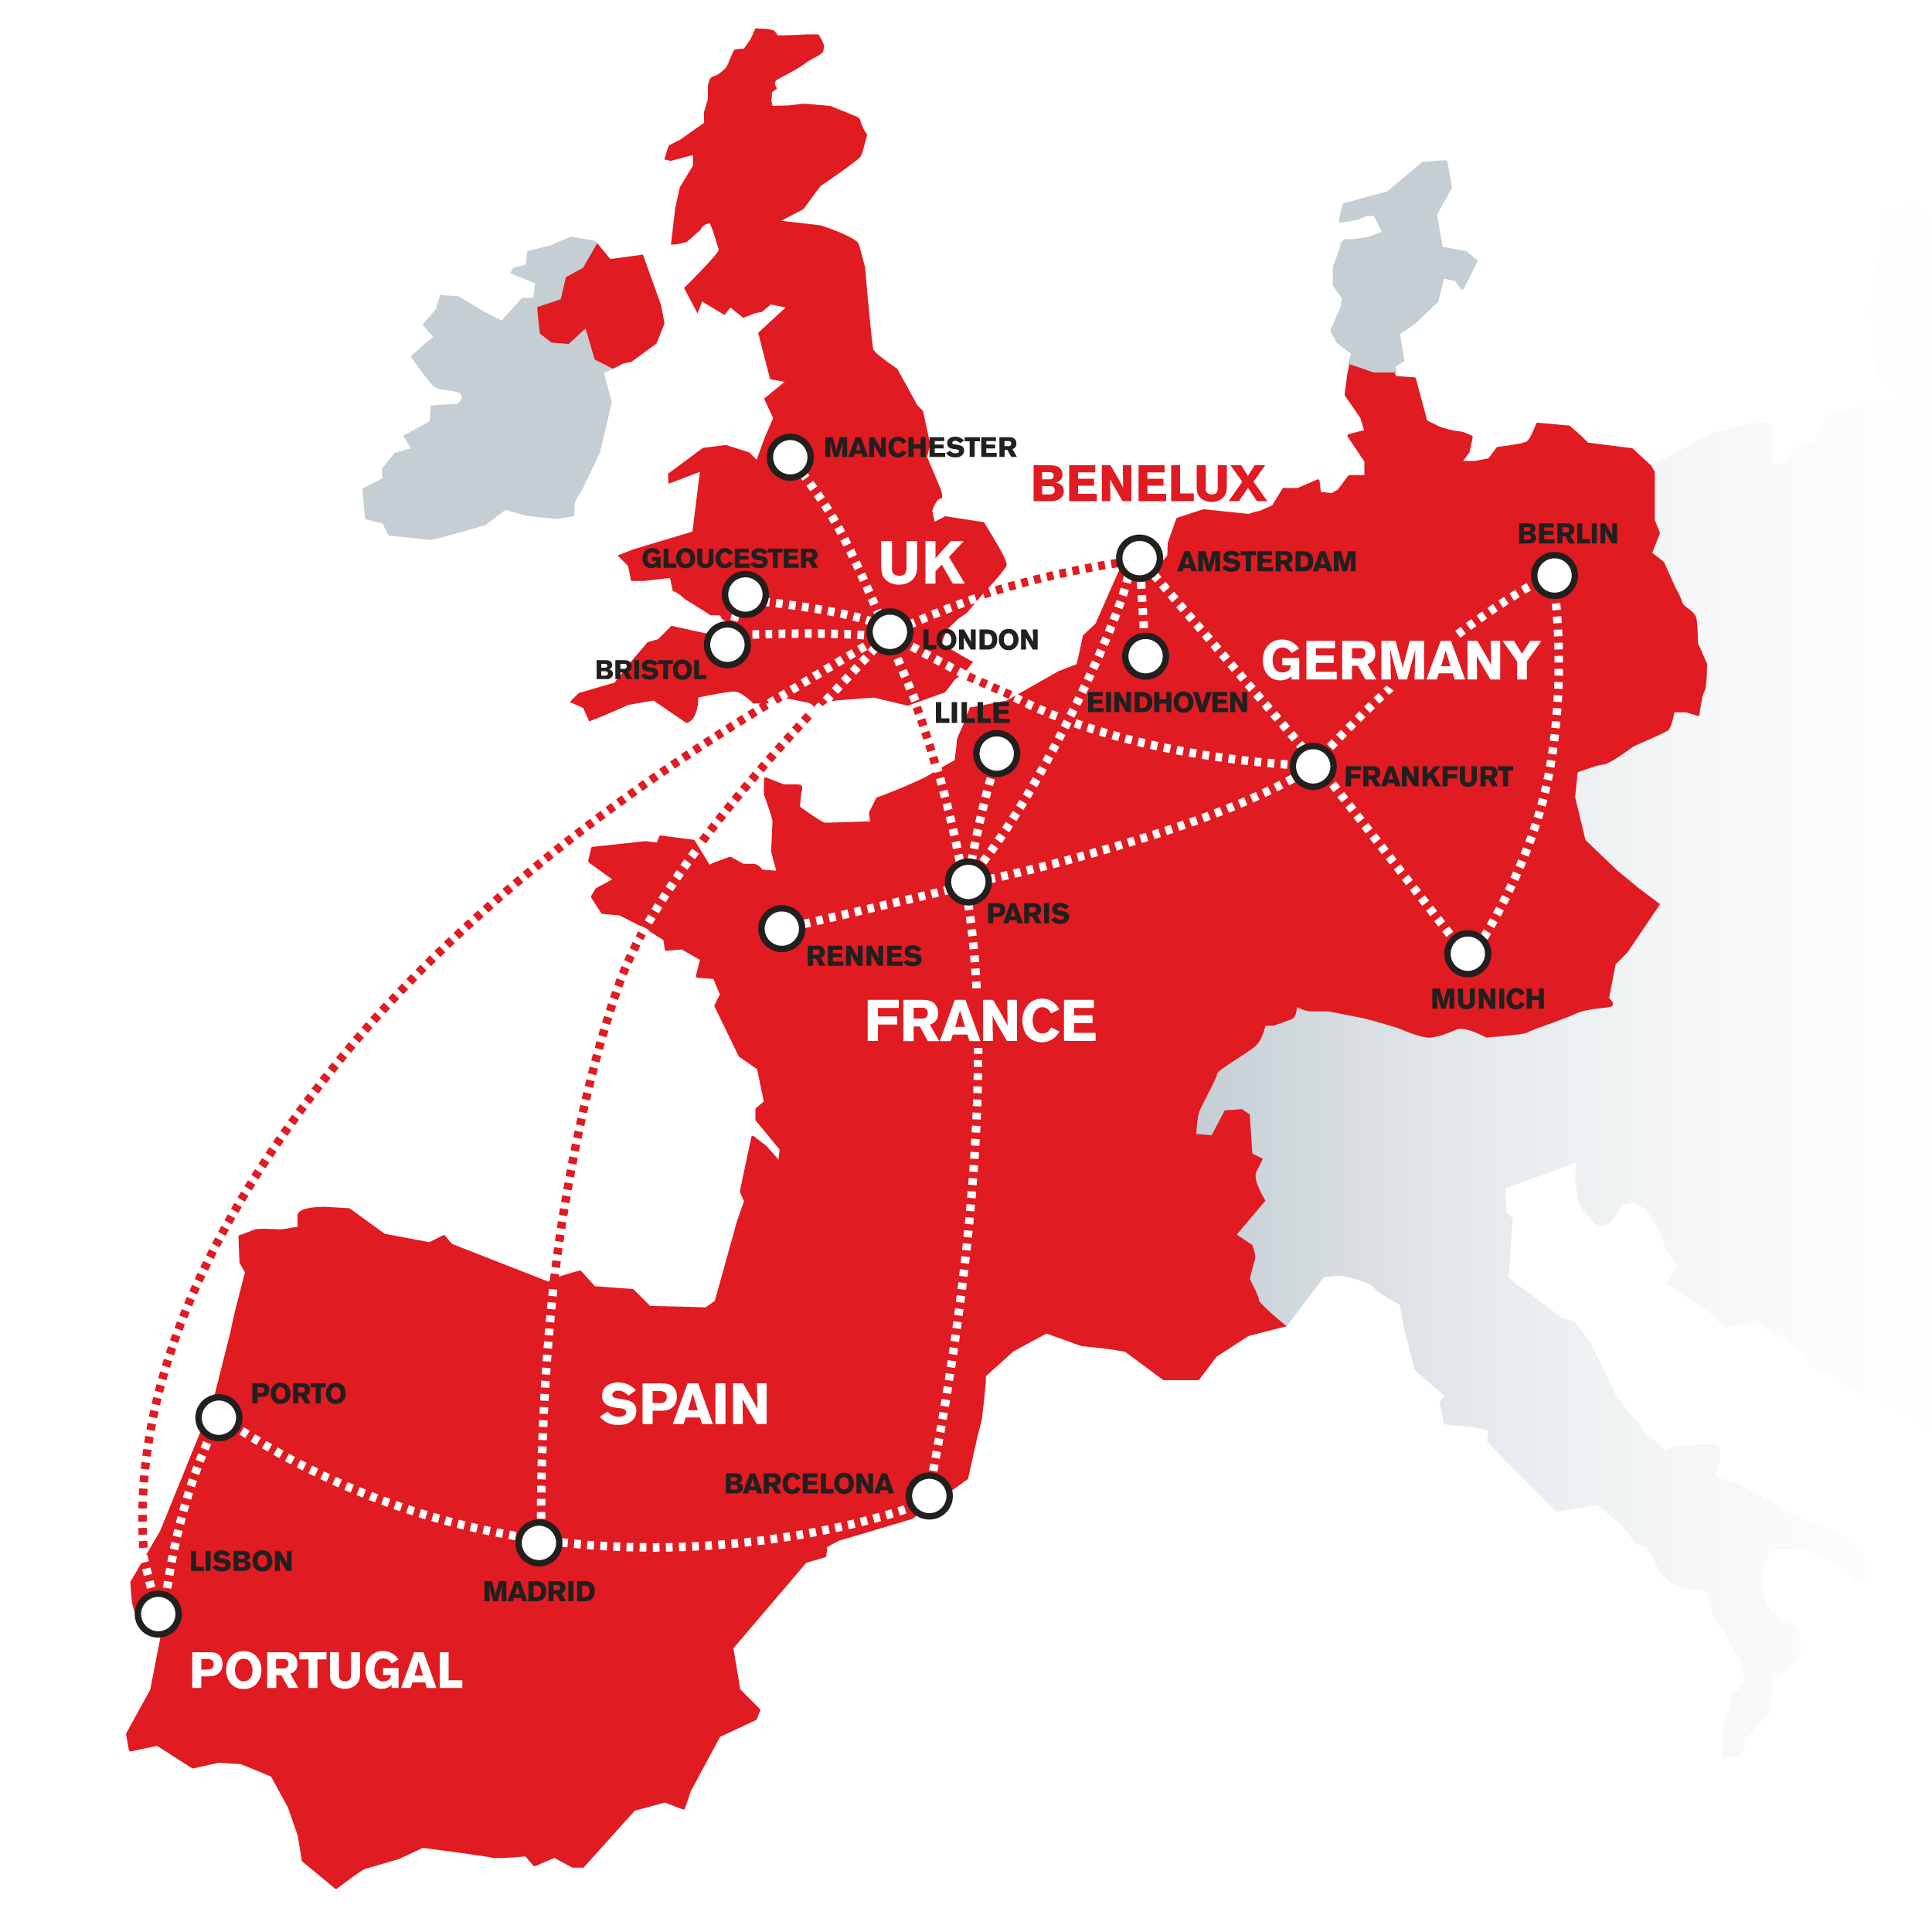 MANCHESTER
BENELUX
BERLIN
UK
GLOUCESTER
AMSTERDAM
LONDON
GERMANY
BRISTOL
EINDHOVEN
LILLE
FRANKFURT
PARIS
RENNES
MUNICH
FRANCE
PORTO
SPAIN
BARCELONA
LISBON
MADRID
PORTUGAL